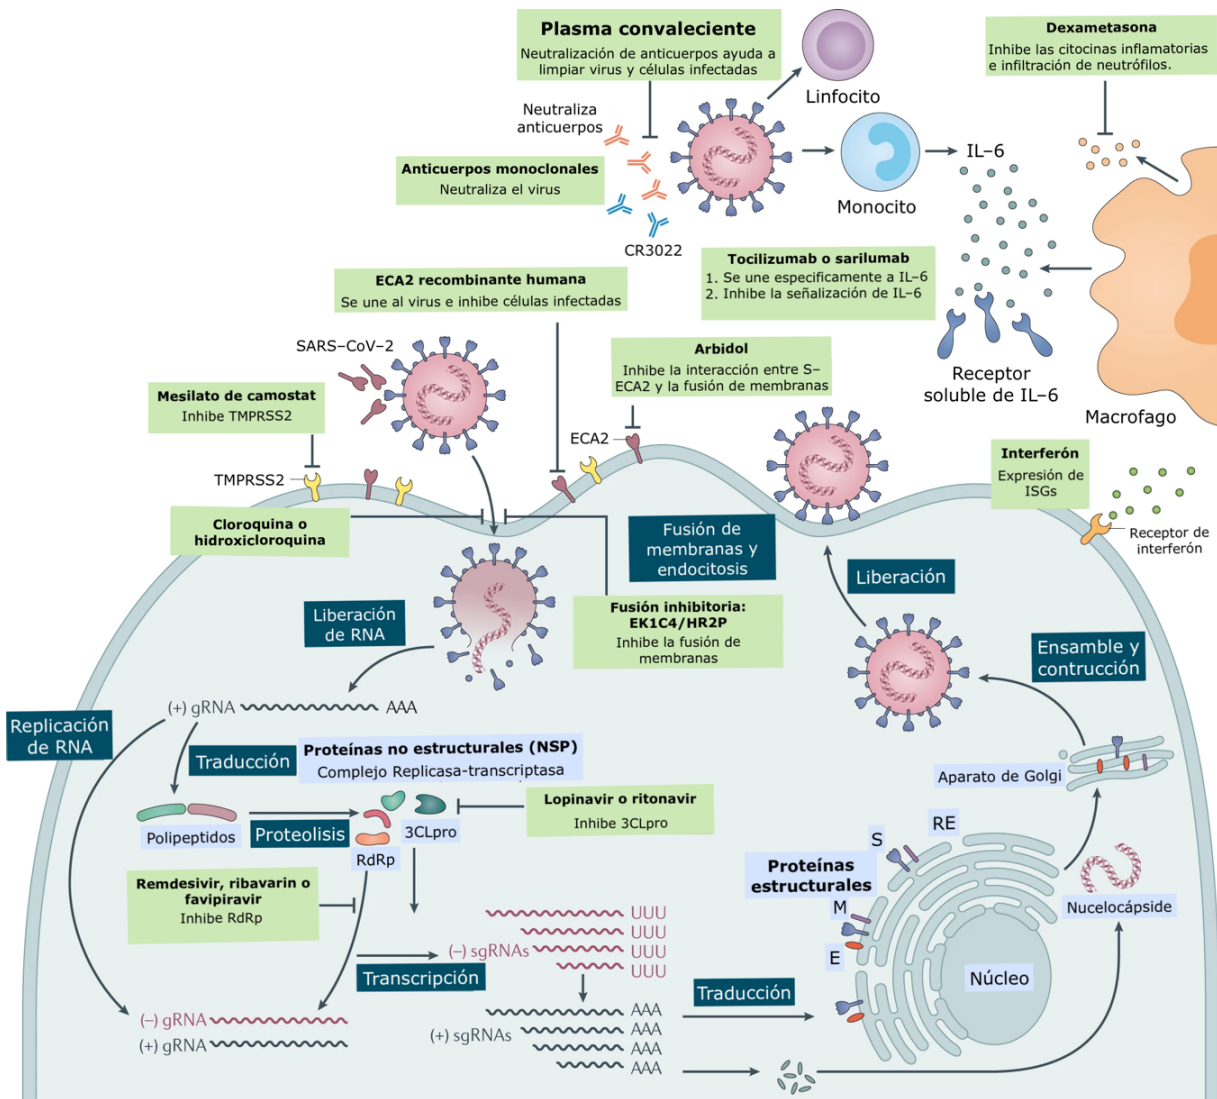 Plasma convaleciente
Neutralización de anticuerpos ayuda a
limpiar virus y células infectadas
Linfocito
Dexametasona
Inhibe las citocinas inflamatorias
e infiltración de neutrófilos.
Neutraliza
anticuerpos
Anticuerpos monoclonales
Neutraliza el virus
CR3022
Monocito
IL–6
Tocilizumab o sarilumab
1. Se une especificamente a IL–6
2. Inhibe la señalización de IL–6
Receptor
soluble de IL–6
Macrofago
ECA2 recombinante humana
Se une al virus e inhibe células infectadas
SARS–CoV–2
Mesilato de camostat
Inhibe TMPRSS2
TMPRSS2
Arbidol
Inhibe la interacción entre S–
ECA2 y la fusión de membranas
ECA2
Interferón
Expresión de
ISGs
Receptor de
interferón
Cloroquina o
hidroxicloroquina
Fusión de
membranas y
endocitosis
Liberación
Fusión inhibitoria:
EK1C4/HR2P
Inhibe la fusión de
membranas
Liberación
de RNA
Ensamble y
contrucción
(+) gRNA
AAA
Replicación
de RNA
Traducción
Proteínas no estructurales (NSP)
Complejo Replicasa-transcriptasa
Aparato de Golgi
Polipeptidos
Proteolisis
3CLpro
RdRp
Lopinavir o ritonavir
Inhibe 3CLpro
Remdesivir, ribavarin o
favipiravir
Inhibe RdRp
Proteínas
estructurales
S
RE
M
E
Nucelocápside
Núcleo
UUU
UUU
(–) sgRNAs
UUU
UUU
Transcripción
Traducción
AAA
(+) sgRNAs
AAA
AAA
AAA
(–) gRNA
(+) gRNA